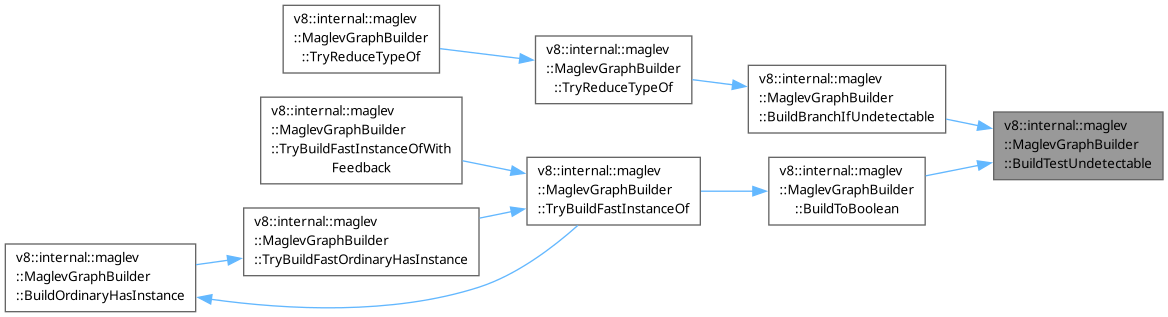 v8::internal::maglev
::MaglevGraphBuilder
::TryReduceTypeOf
v8::internal::maglev
::MaglevGraphBuilder
::TryReduceTypeOf
v8::internal::maglev
::MaglevGraphBuilder
::BuildBranchIfUndetectable
v8::internal::maglev
::MaglevGraphBuilder
::TryBuildFastInstanceOfWith
Feedback
v8::internal::maglev
::MaglevGraphBuilder
::BuildTestUndetectable
v8::internal::maglev
::MaglevGraphBuilder
::TryBuildFastInstanceOf
v8::internal::maglev
::MaglevGraphBuilder
::BuildToBoolean
v8::internal::maglev
::MaglevGraphBuilder
::TryBuildFastOrdinaryHasInstance
v8::internal::maglev
::MaglevGraphBuilder
::BuildOrdinaryHasInstance